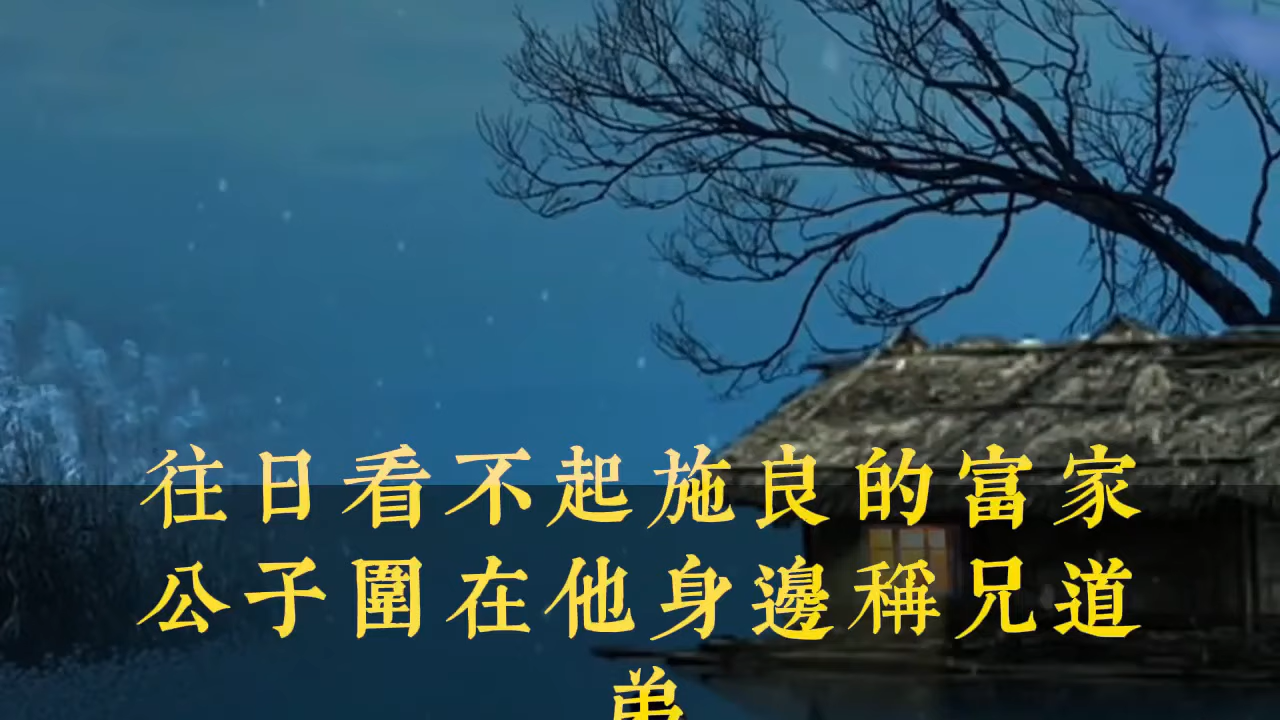 往日看不起施良的富家
公子圍在他身邊稱兄道
弟